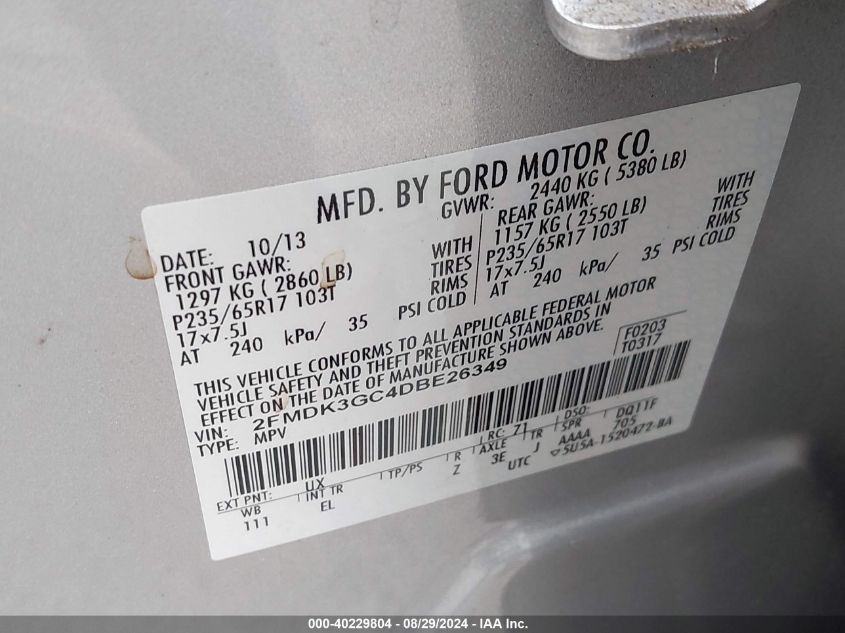 MFD. BY FORD MOTOR CO.
DATE: 10/13 GVWR: 2440 KG ( 5380 LB)
FRONT GAWR: WITH REAR GAWR: WITH
1297 KG ( 2860 LB) TIRES 1157 KG ( 2550 LB) TIRES
P235/65R17 103T RIMS P235/65R17 103T RIMS
17x7.5J 17x7.5J
AT 240 kPa/ 35 PSI COLD AT 240 kPa/ 35 PSI COLD
THIS VEHICLE CONFORMS TO ALL APPLICABLE FEDERAL MOTOR
VEHICLE SAFETY AND THEFT PREVENTION STANDARDS IN
EFFECT ON THE DATE OF MANUFACTURE SHOWN ABOVE.
VIN: 2FMDK3GC4DBE26349 F0203
TYPE: MPV T0317
EXT PNT: UX RC: 71 DSO:
WB INT TR TP/PS R AXLE TR SPR DQ11F
111 EL Z 3E J AAAA 705
UTC ▽5U5A-1520472-BA
000-40229804 - 08/29/2024 - IAA Inc.